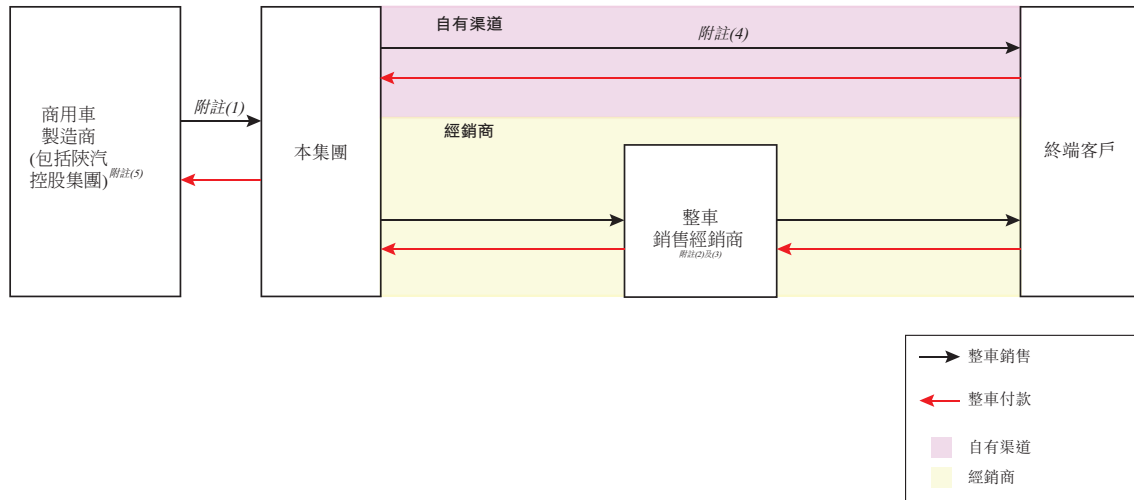 自有渠道
附註(4)
商用車
製造商
(包括陝汽
控股集團)附註(5)
附註(1)
本集團
經銷商
整車
銷售經銷商
附註(2)及(3)
終端客戶
整車銷售
整車付款
自有渠道
經銷商